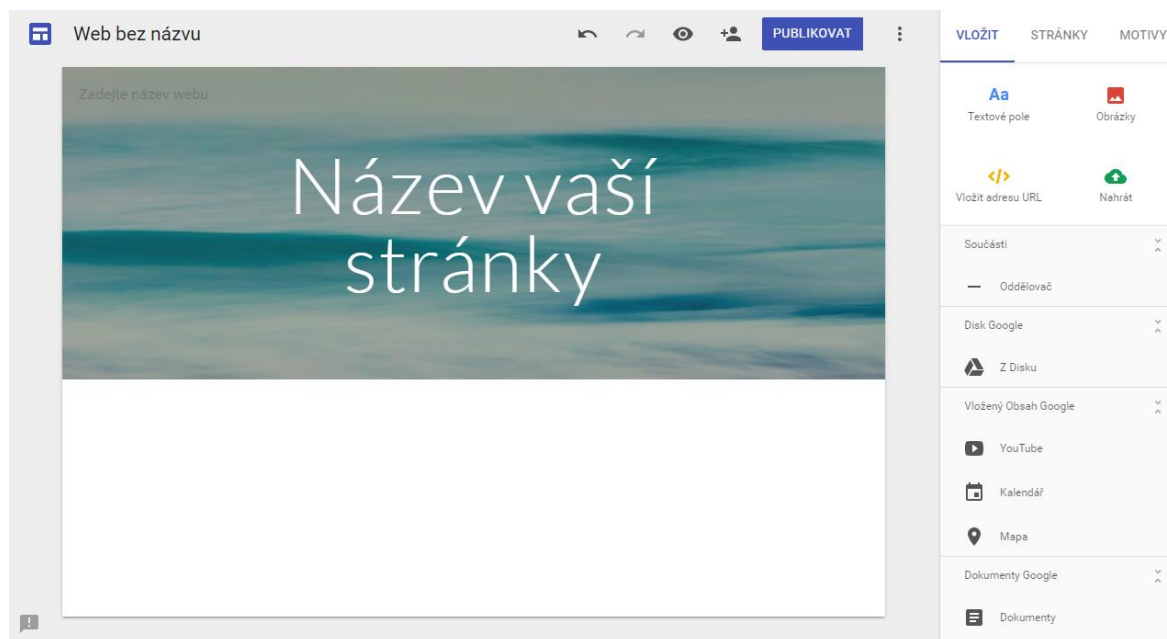 Web bez názvu
PUBLIKOVAT
VLOŽIT STRÁNKY MOTIVY
Zadejte název webu
Název vaší
stránky
Aa
Textové pole
Obrázky
</>
Vložit adresu URL
Nahrát
Součásti
Oddělovač
Disk Google
Z Disku
Vložený Obsah Google
YouTube
Kalendář
Mapa
Dokumenty Google
Dokumenty